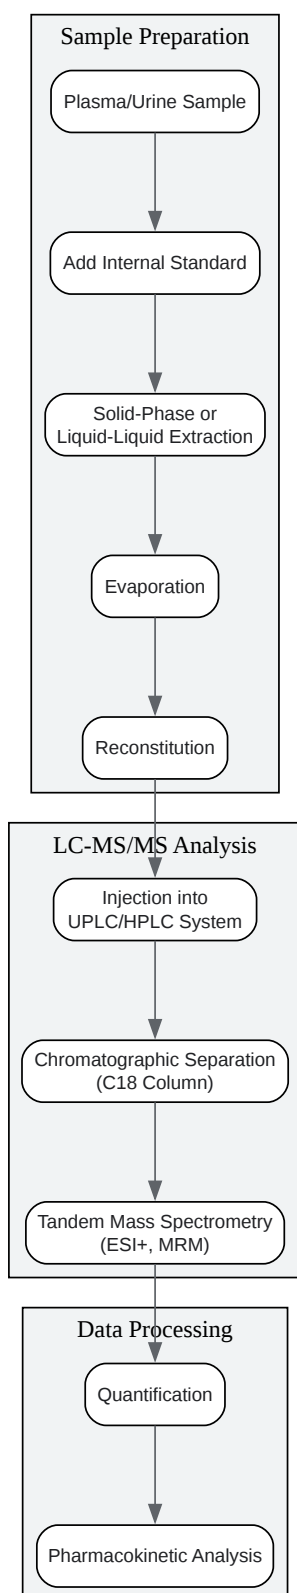 Sample Preparation
Plasma/Urine Sample
Add Internal Standard
Solid-Phase or
Liquid-Liquid Extraction
Evaporation
Reconstitution
LC-MS/MS Analysis
Injection into
UPLC/HPLC System
Chromatographic Separation
(C18 Column)
Tandem Mass Spectrometry
(ESI+, MRM)
Data Processing
Quantification
Pharmacokinetic Analysis